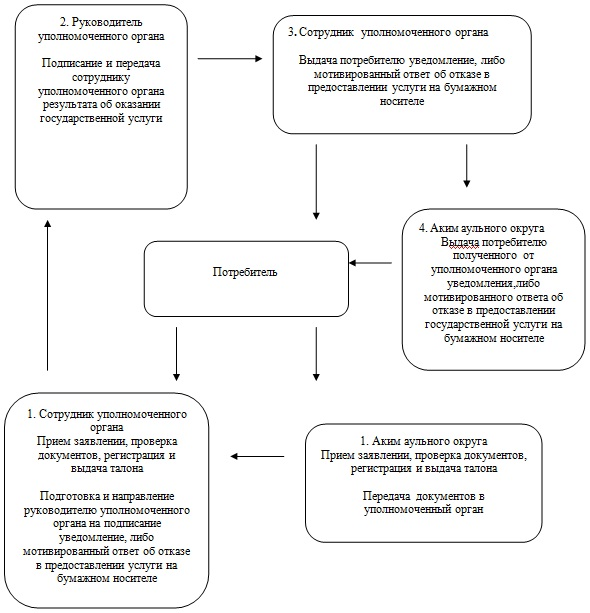 2. Руководитель
уполномоченного органа
Подписание и передача
сотруднику
уполномоченного органа
результата об оказании
государственной услуги
3. Сотрудник уполномоченного органа
Выдача потребителю уведомление, либо
мотивированный ответ об отказе в
предоставлении услуги на бумажном
носителе
4. Аким аульного округа
Выдача потребителю
полученного от
уполномоченного органа
уведомления,либо
мотивированного ответа об
отказе в предоставлении
государственной услуги на
бумажном носителе
Потребитель
1. Сотрудник уполномоченного
органа
Прием заявлении, проверка
документов, регистрация и
выдача талона
Подготовка и направление
руководителю уполномоченного
органа на подписание
уведомление, либо
мотивированный ответ об отказе
в предоставлении услуги на
бумажном носителе
1. Аким аульного округа
Прием заявлении, проверка документов,
регистрация и выдача талона
Передача документов в
уполномоченный орган